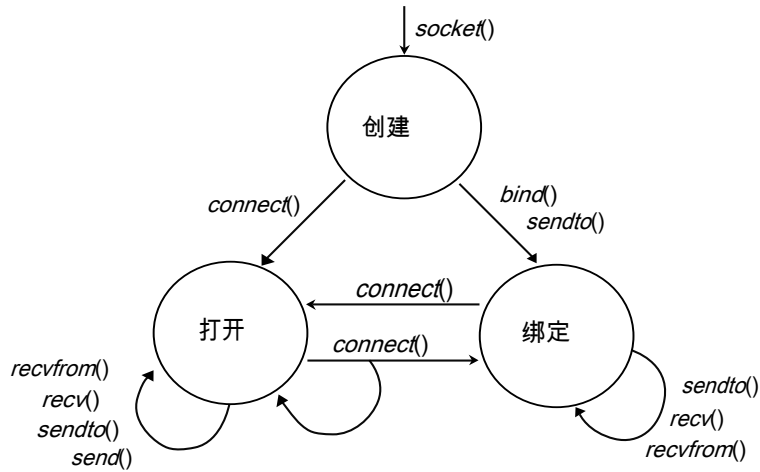 socket()
创建
connect()
bind()
sendto()
connect()
打开
绑定
connect()
recvfrom()
recv()
sendto()
send()
sendto()
recv()
recvfrom()